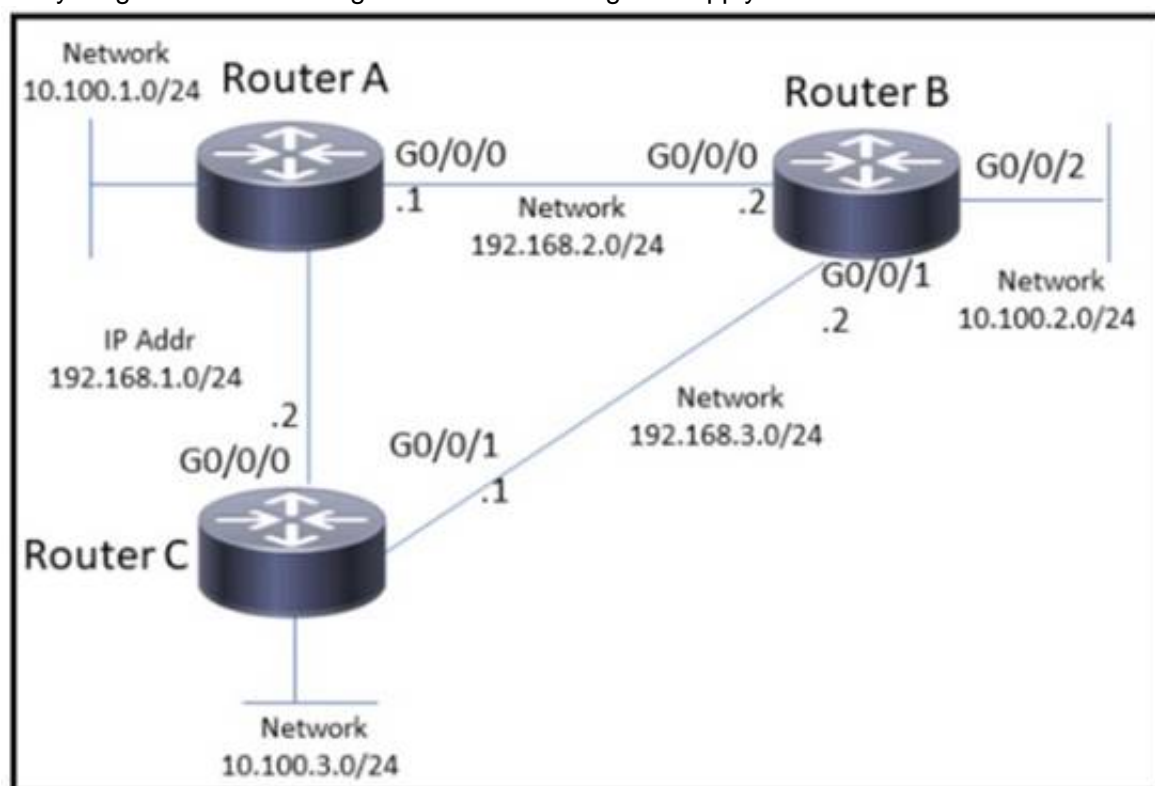 Network
10.100.1.0/24
Router A
Router B
G0/0/0
.1
G0/0/0
.2
G0/0/2
Network
192.168.2.0/24
G0/0/1
.2
Network
10.100.2.0/24
IP Addr
192.168.1.0/24
.2
G0/0/0
G0/0/1
.1
Network
192.168.3.0/24
Router C
Network
10.100.3.0/24